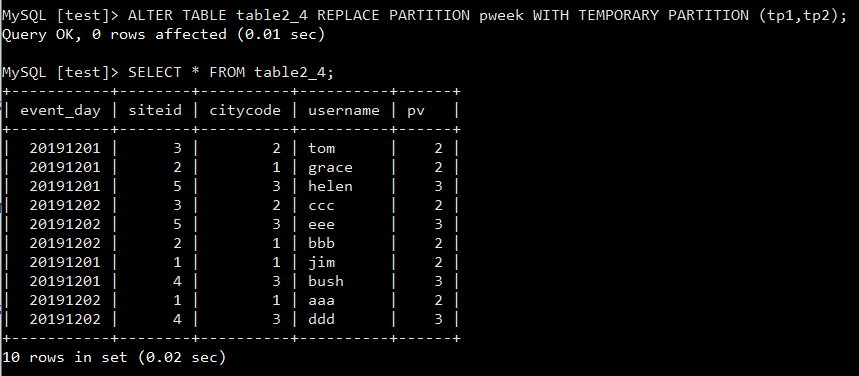 MySQL [test]> ALTER TABLE table2_4 REPLACE PARTITION pweek WITH TEMPORARY PARTITION (tp1,tp2);
Query OK, 0 rows affected (0.01 sec)
MySQL [test]> SELECT * FROM table2_4;
+-----------+--------+----------+----------+------+
| event_day | siteid | citycode | username | pv   |
+-----------+--------+----------+----------+------+
|  20191201 |      3 |        2 | tom      |    2 |
|  20191201 |      2 |        1 | grace    |    2 |
|  20191201 |      5 |        3 | helen    |    3 |
|  20191202 |      3 |        2 | ccc      |    2 |
|  20191202 |      5 |        3 | eee      |    3 |
|  20191202 |      2 |        1 | bbb      |    2 |
|  20191201 |      1 |        1 | jim      |    2 |
|  20191201 |      4 |        3 | bush     |    3 |
|  20191202 |      1 |        1 | aaa      |    2 |
|  20191202 |      4 |        3 | ddd      |    3 |
+-----------+--------+----------+----------+------+
10 rows in set (0.02 sec)